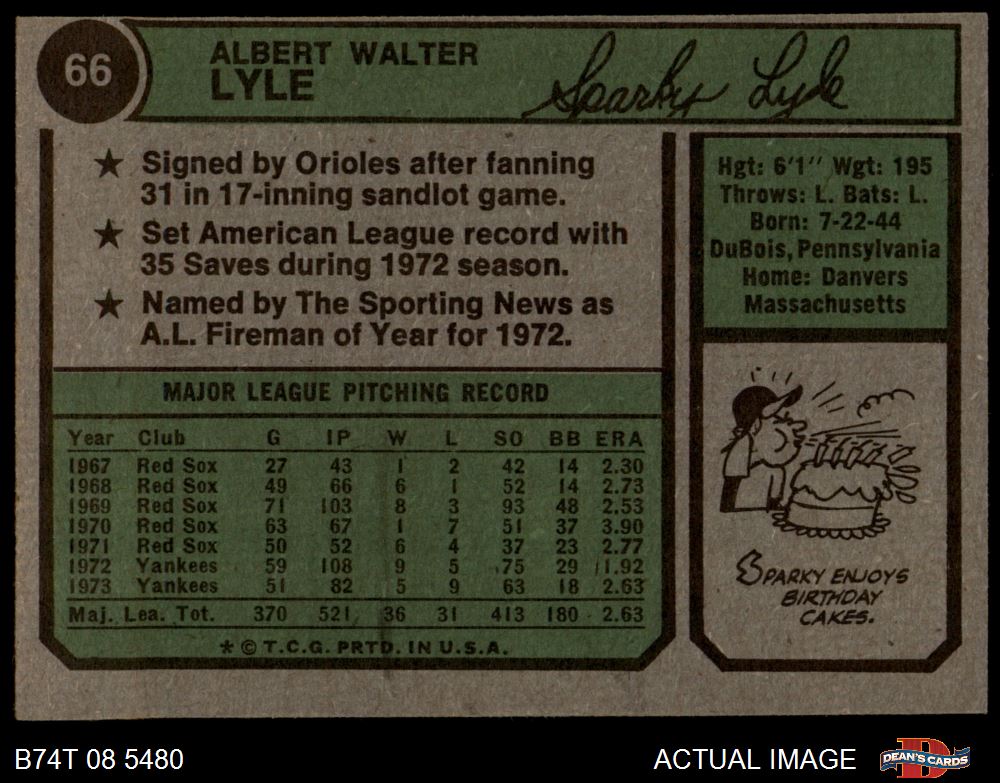 66
ALBERT WALTER
LYLE
Sparky Lyle
★ Signed by Orioles after fanning
31 in 17-inning sandlot game.
★ Set American League record with
35 Saves during 1972 season.
★ Named by The Sporting News as
A.L. Fireman of Year for 1972.
Hgt: 6'1" Wgt: 195
Throws: L. Bats: L.
Born: 7-22-44
DuBois, Pennsylvania
Home: Danvers
Massachusetts
MAJOR LEAGUE PITCHING RECORD
Year Club G IP W L SO BB ERA
1967 Red Sox 27 43 1 2 42 14 2.30
1968 Red Sox 49 66 6 1 52 14 2.73
1969 Red Sox 71 103 8 3 93 48 2.53
1970 Red Sox 63 67 1 7 51 37 3.90
1971 Red Sox 50 52 6 4 37 23 2.77
1972 Yankees 59 108 9 5 75 29 1.92
1973 Yankees 51 82 5 9 63 18 2.63
Maj. Lea. Tot. 370 521 36 31 413 180 2.63
* © T.C.G. PRTD. IN U.S.A.
SPARKY ENJOYS
BIRTHDAY
CAKES.
B74T 08 5480
ACTUAL IMAGE
DEAN'S CARDS